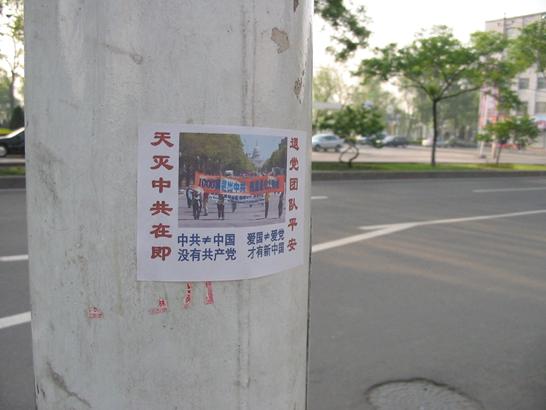 天灭中共在即
退党团队平安
中共≠中国 爱国≠爱党
没有共产党 才有新中国